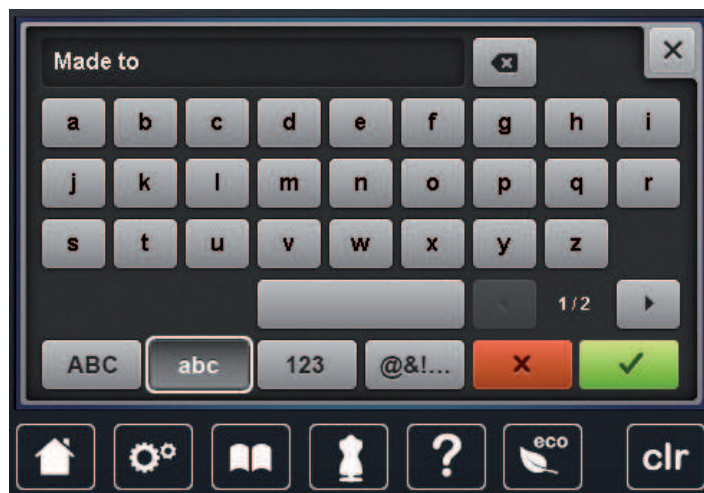 Made to
a b c d e f g h i
j k l m n o p q r
s t u v w x y z
1/2
ABC abc 123 @&!...
? eco clr